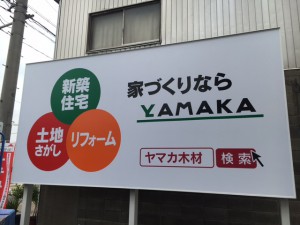 新築
住宅
土地
さがし
リフォーム
家づくりなら
YAMAKA
ヤマカ木材 検索